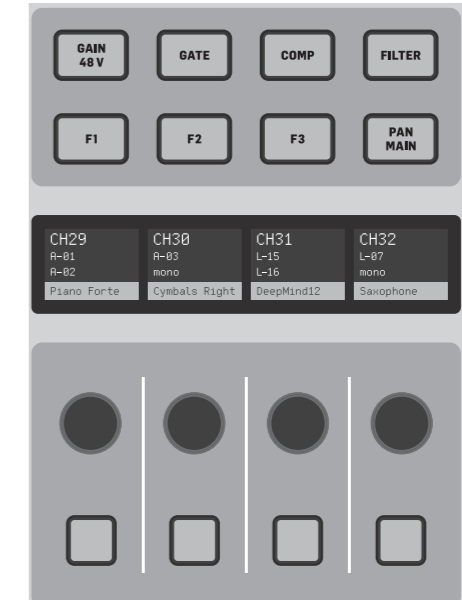 GAIN
48 V
GATE
COMP
FILTER
F1
F2
F3
PAN
MAIN
CH29
A-01
A-02
Piano Forte
CH30
A-03
mono
Cymbals Right
CH31
L-15
L-16
DeepMind12
CH32
L-07
mono
Saxophone